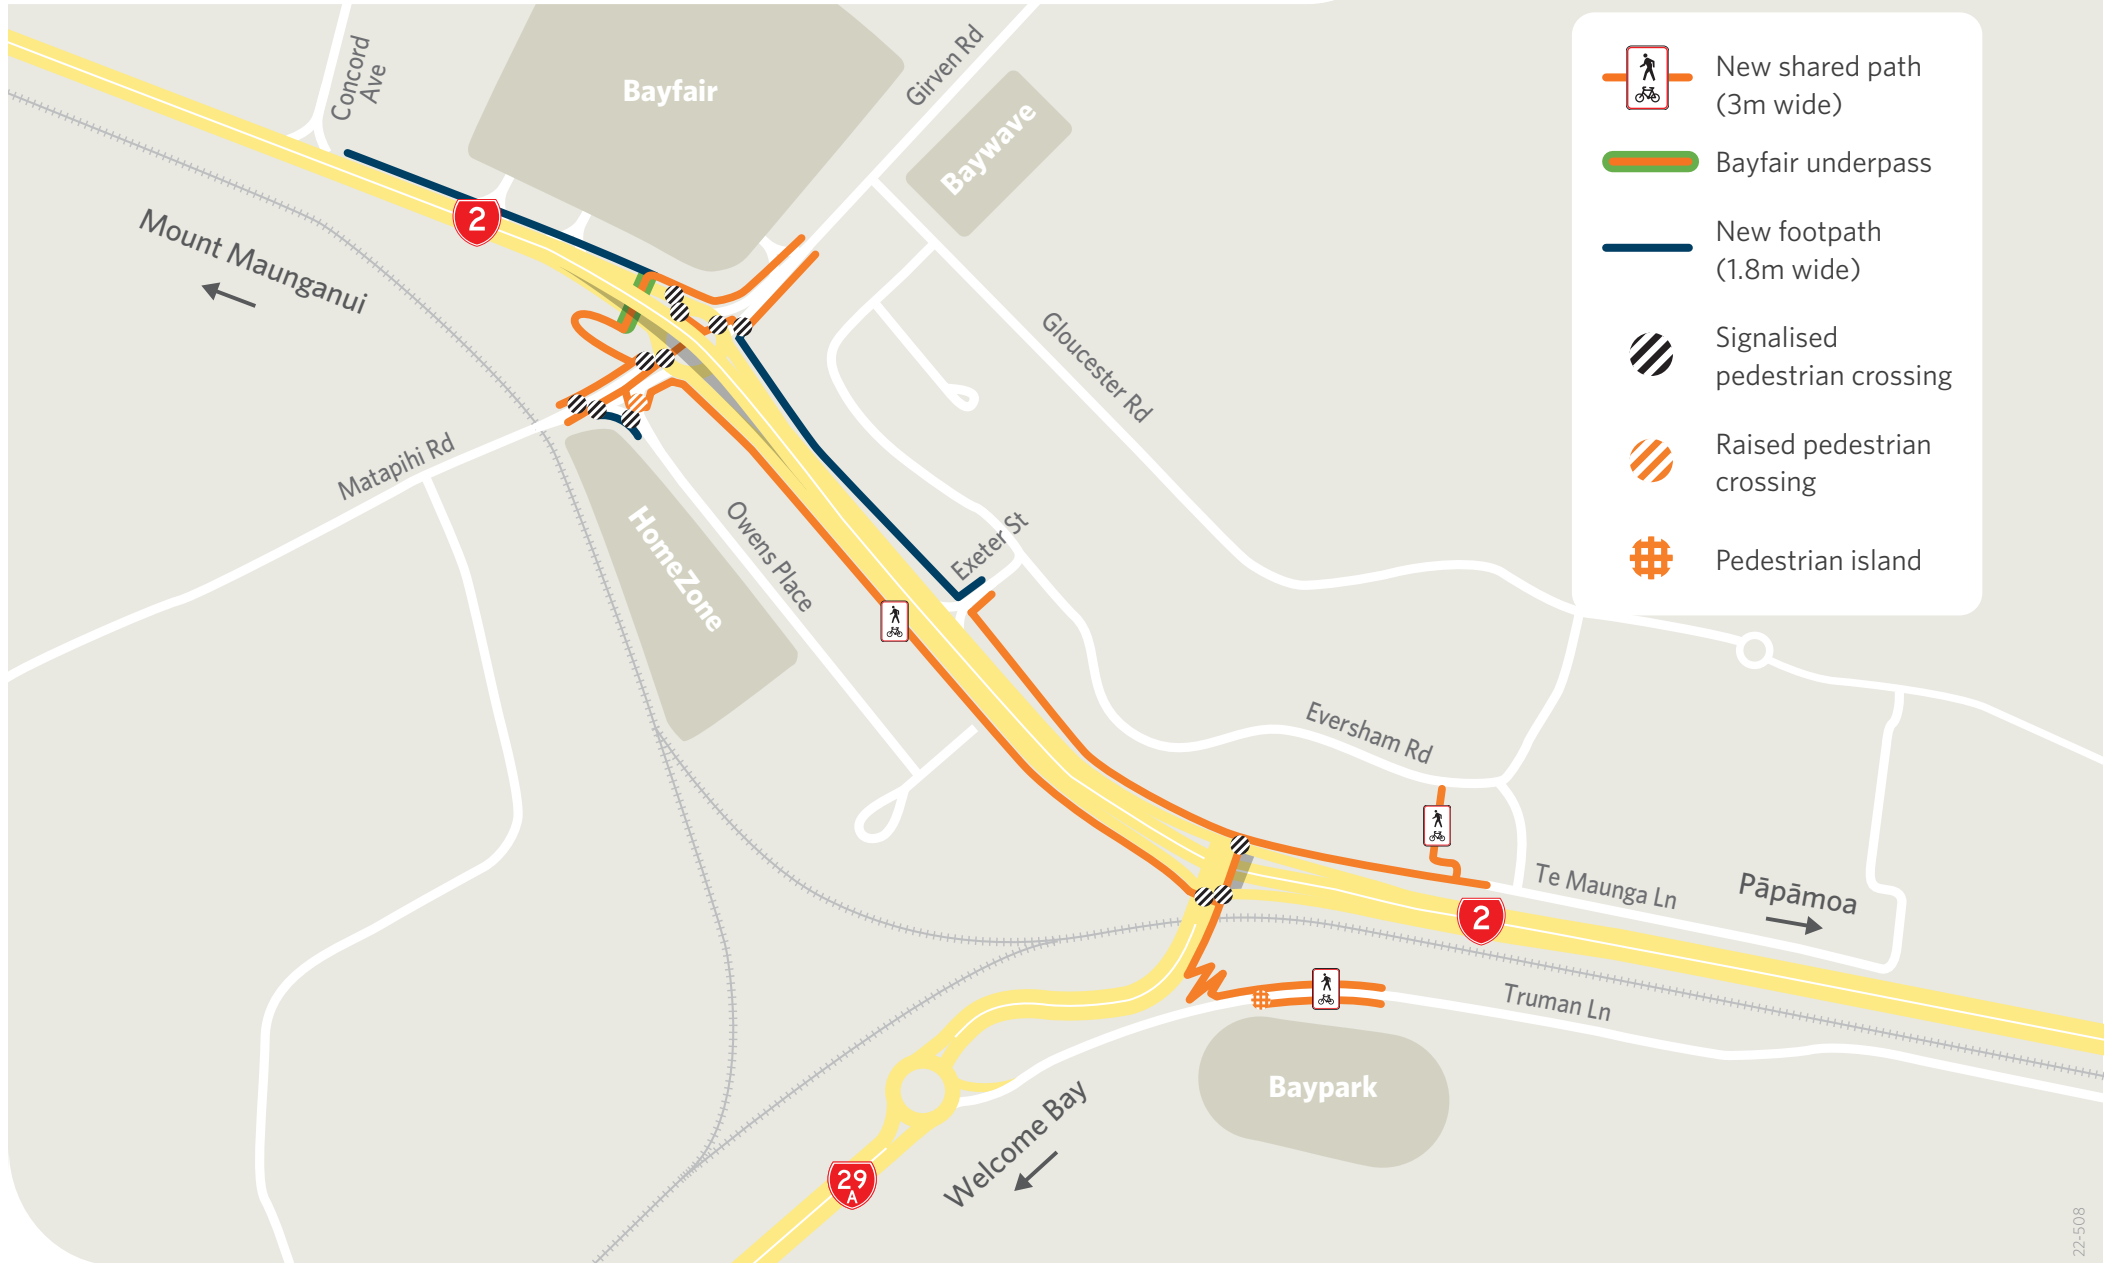 Concord
Ave
Bayfair
Girven Rd
Baywave
2
Mount Maunganui
Matapihi Rd
HomeZone
Owens Place
Gloucester Rd
Exeter St
Eversham Rd
Te Maunga Ln
Pāpāmoa
2
Truman Ln
Baypark
Welcome Bay
29
A
New shared path
(3m wide)
Bayfair underpass
New footpath
(1.8m wide)
Signalised
pedestrian crossing
Raised pedestrian
crossing
Pedestrian island
22-508